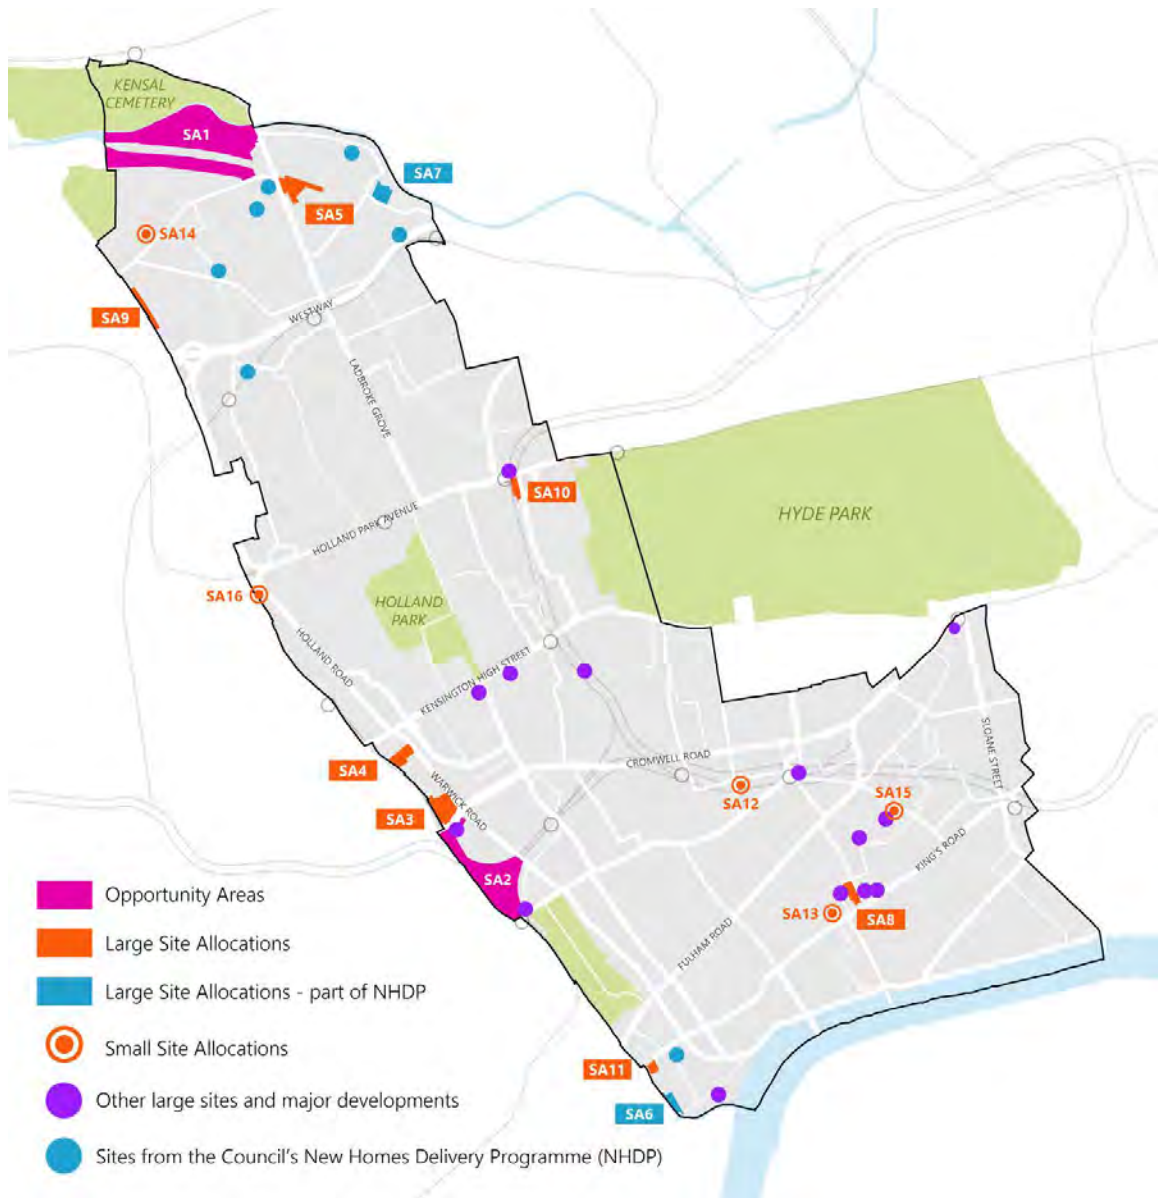 KENSAL
CEMETERY
SA1
SA7
SA5
SA14
SA9
WESTWAY
LADBROKE GROVE
SA10
HOLLAND PARK AVENUE
HYDE PARK
SA16
HOLLAND
PARK
HOLLAND ROAD
KENSINGTON HIGH STREET
SLOANE STREET
CROMWELL ROAD
SA4
WARWICK ROAD
SA12
SA15
SA3
KING'S ROAD
SA2
SA13
SA8
FULHAM ROAD
SA11
SA6
Opportunity Areas
Large Site Allocations
Large Site Allocations - part of NHDP
Small Site Allocations
Other large sites and major developments
Sites from the Council's New Homes Delivery Programme (NHDP)